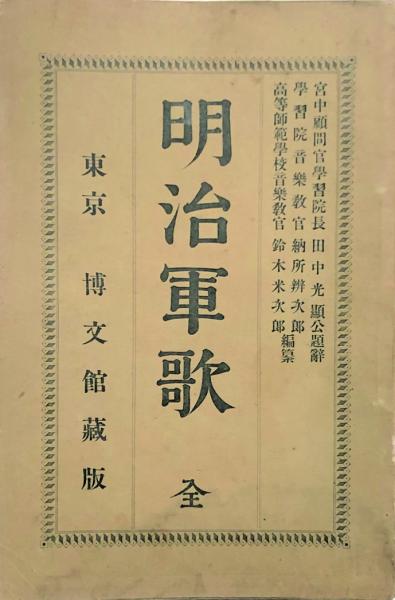 宮中顧問官學習院長 田中光顯公題辭
學習院音樂敎官 納所辨次郎
高等師範學校音樂敎官 鈴木米次郎 編纂
明治軍歌 全
東京 博文館藏版